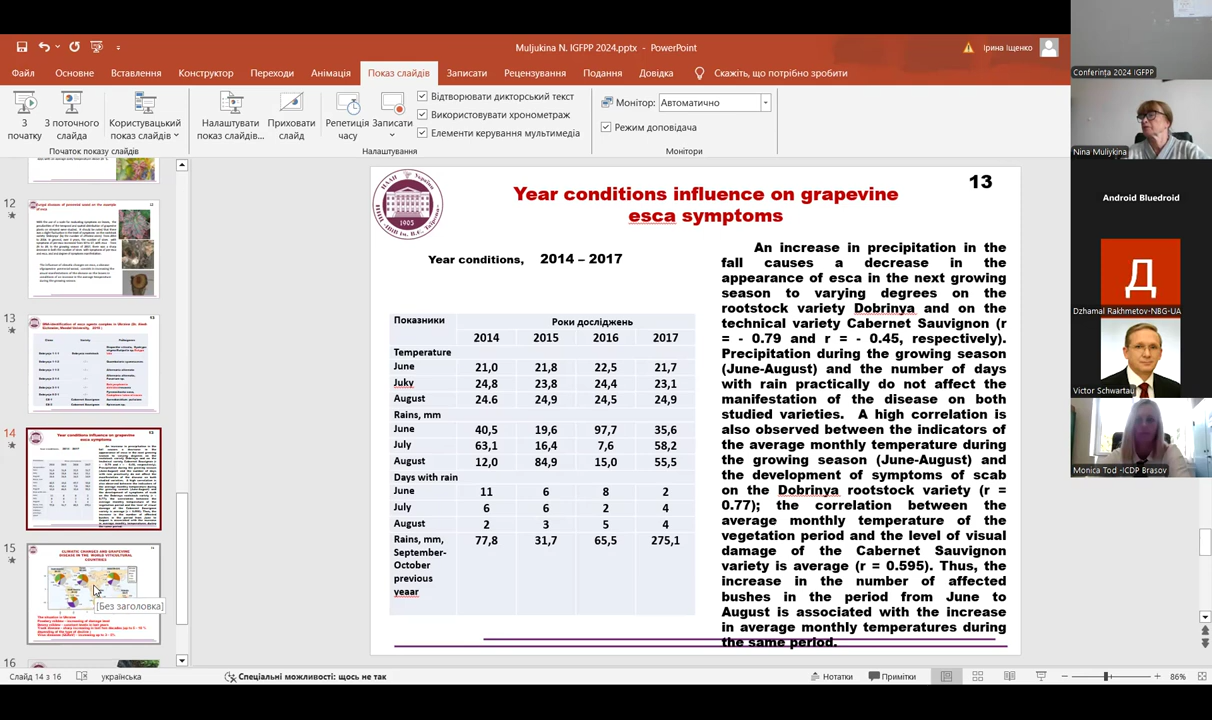 Muljukina N. IGFPP 2024.pptx - PowerPoint
Ірина Іщенко
Файл Основне Вставлення Конструктор Переходи Анімація Показ слайдів Записати Рецензування Подання Довідка Скажіть, що потрібно зробити
З початку
З поточного слайда
Користувацький показ слайдів
Налаштувати показ слайдів...
Приховати слайд
Репетиція часу
Записати
Відтворювати дикторський текст
Використовувати хронометраж
Елементи керування мультимедіа
Монітор: Автоматично
Режим доповідача
Початок показу слайдів
Налаштування
Монітори
12
13
14
15
CLIMATIC CHANGES AND GRAPEVINE
DISEASE IN THE WORLD VITICULTURAL
COUNTRIES
[Без заголовка]
16
1905
Year conditions influence on grapevine
esca symptoms
13
Year conditions, 2014 – 2017
Показники Роки досліджень
2014 2015 2016 2017
Temperature
June 21,0 21,8 22,5 21,7
Juky 24,8 23,8 24,4 23,1
August 24.6 24,9 24,5 24,9
Rains, mm
June 40,5 19,6 97,7 35,6
July 63,1 16,4 7,6 58,2
August 12,0 84,9 15,0 55,5
Days with rain
June 11 6 8 2
July 6 6 2 4
August 2 3 5 4
Rains, mm, 77,8 31,7 65,5 275,1
September-
October
previous
yeaar
An increase in precipitation in the
fall causes a decrease in the
appearance of esca in the next growing
season to varying degrees on the
rootstock variety Dobrinya and on the
technical variety Cabernet Sauvignon (r
= - 0.79 and r = - 0.45, respectively).
Precipitation during the growing season
(June-August) and the number of days
with rain practically do not affect the
manifestation of the disease on both
studied varieties. A high correlation is
also observed between the indicators of
the average monthly temperature during
the growing season (June-August) and
the development of symptoms of scab
on the Dobrinya rootstock variety (r =
0.77); the correlation between the
average monthly temperature of the
vegetation period and the level of visual
damage of the Cabernet Sauvignon
variety is average (r = 0.595). Thus, the
increase in the number of affected
bushes in the period from June to
August is associated with the increase
in average monthly temperatures during
the same period.
Слайд 14 з 16 українська Спеціальні можливості: щось не так Нотатки Примітки 86%
Conferința 2024 IGFPP
Nina Muliykina
Android Bluedroid
Д
Dzhamal Rakhmetov-NBG-UA
Victor Schwartau
Monica Tod -ICDP Brasov